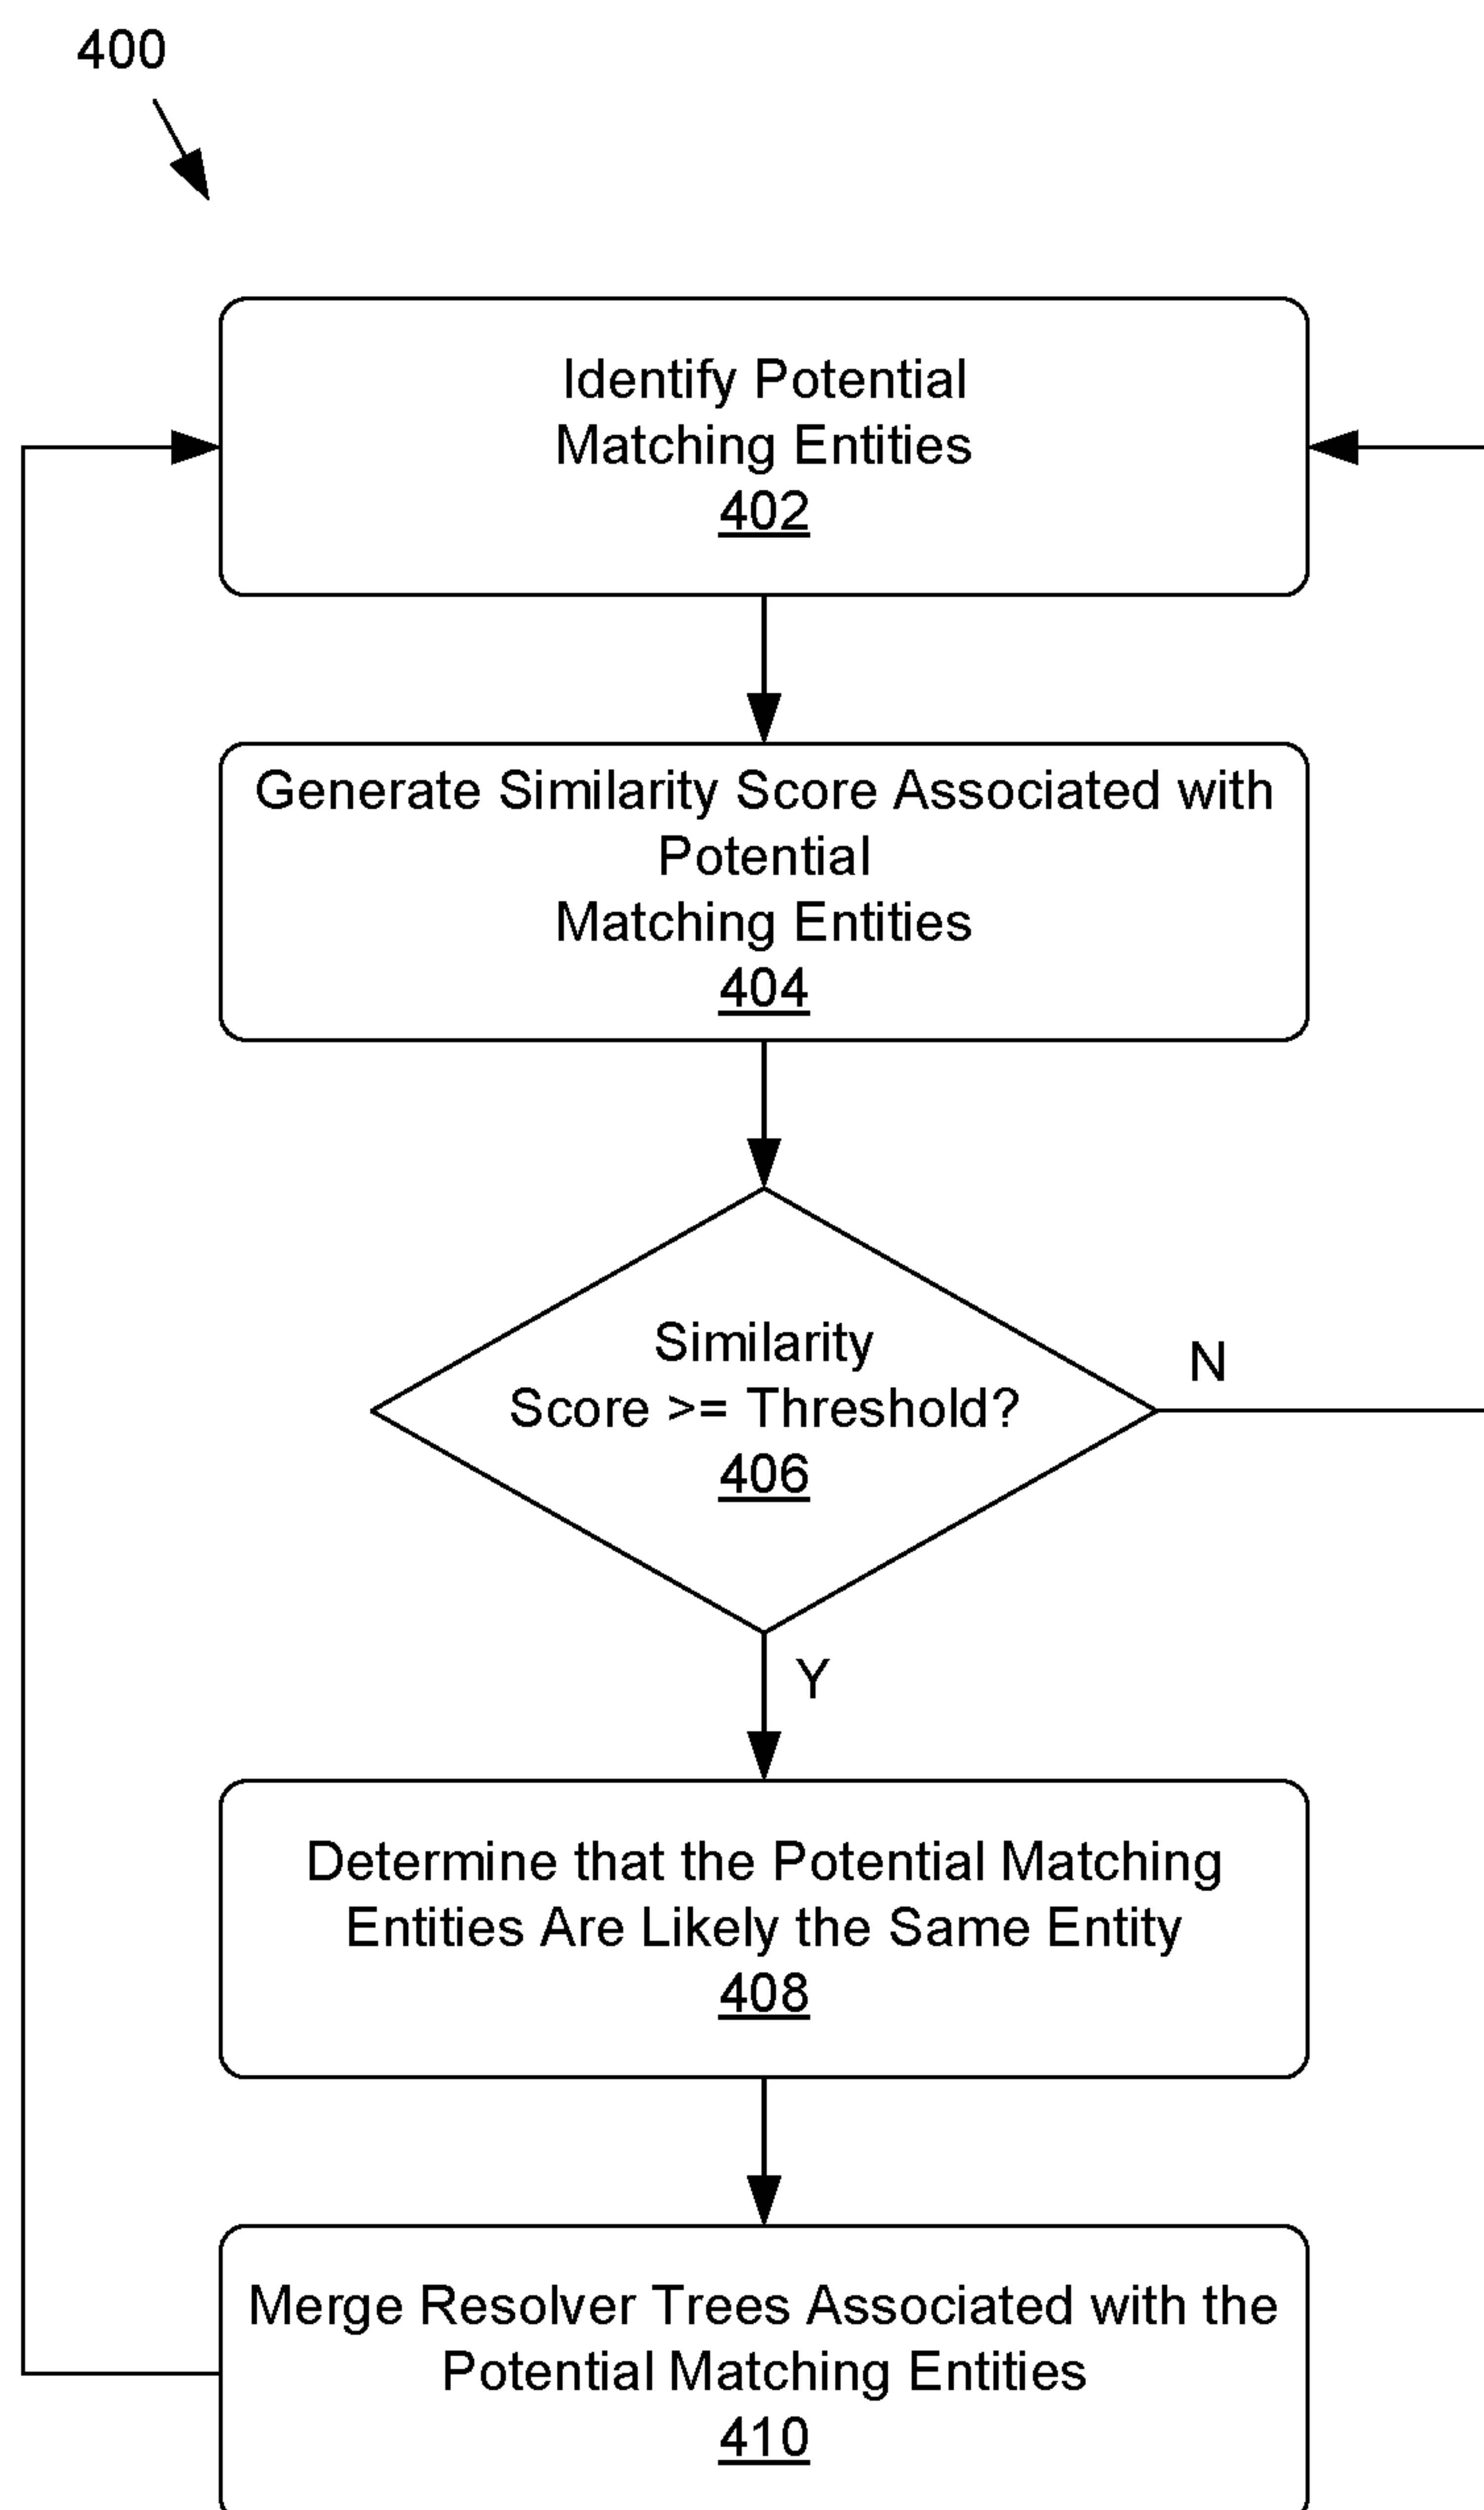 400
Identify Potential
Matching Entities
402
Generate Similarity Score Associated with
Potential
Matching Entities
404
Similarity
Score >= Threshold?
406
N
Y
Determine that the Potential Matching
Entities Are Likely the Same Entity
408
Merge Resolver Trees Associated with the
Potential Matching Entities
410